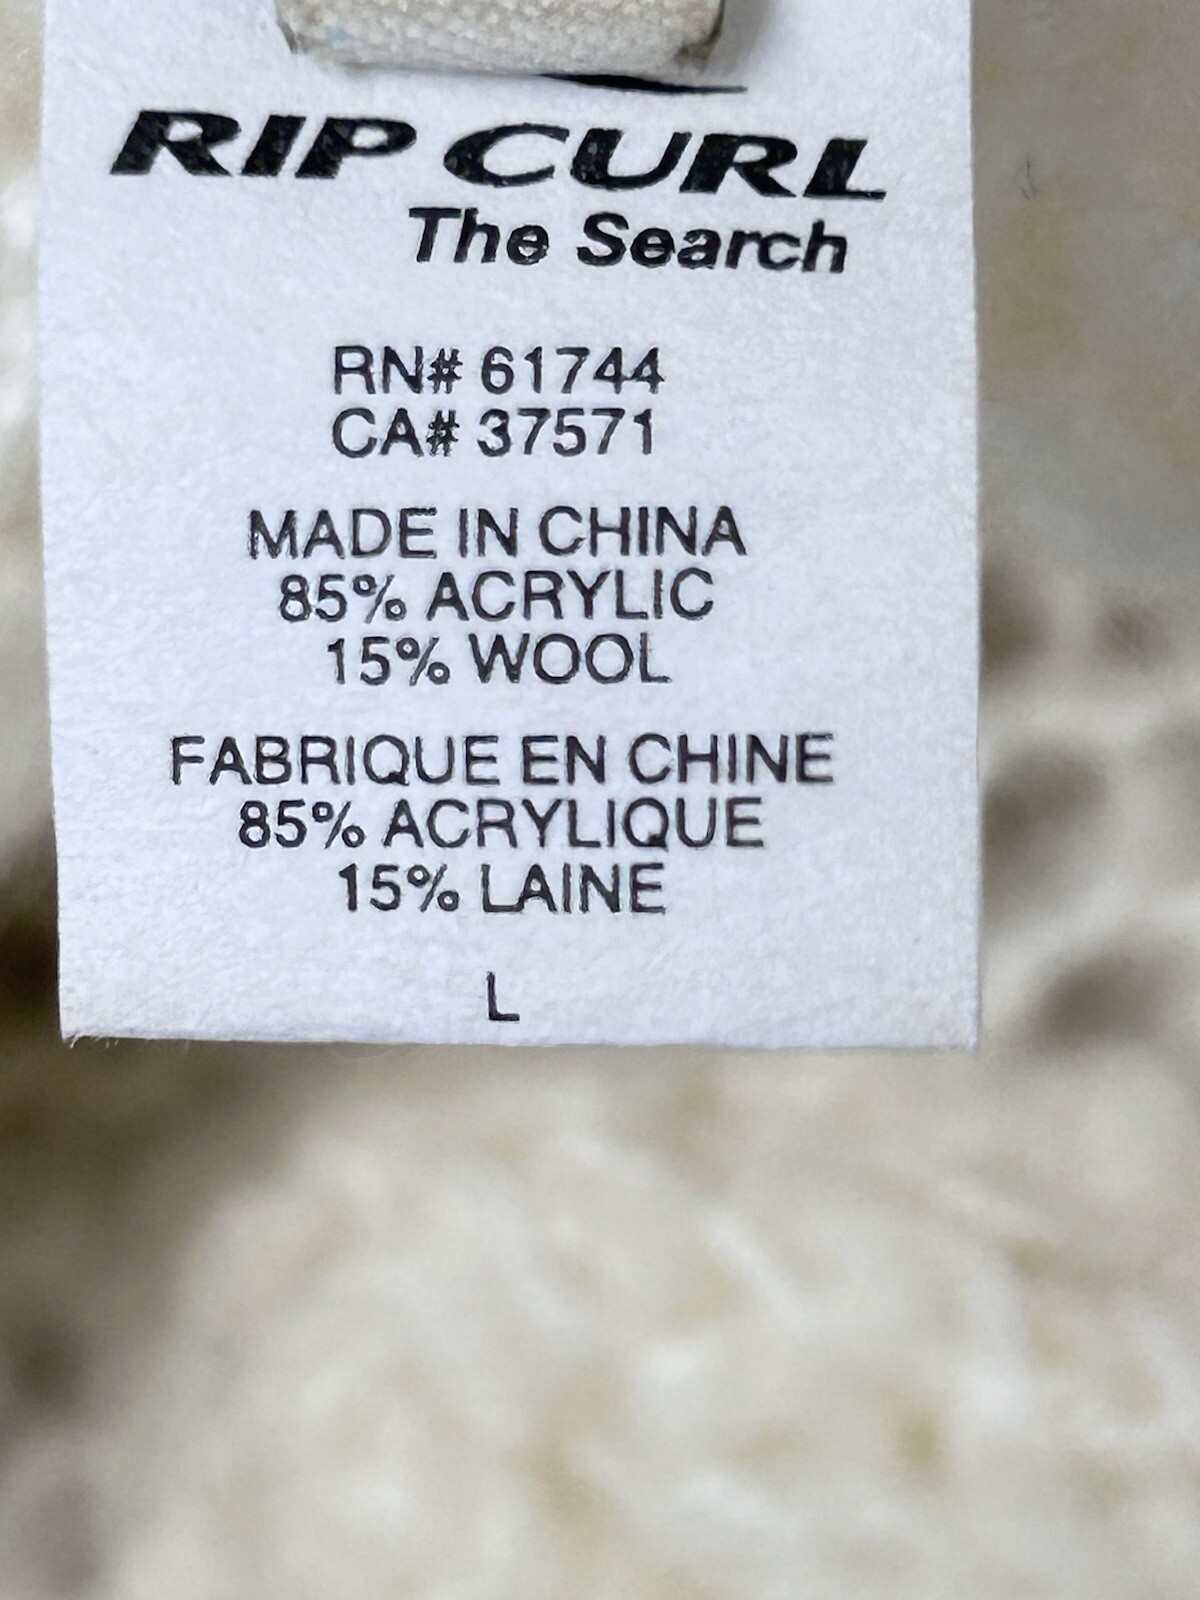 RIP CURL
The Search
RN# 61744
CA# 37571
MADE IN CHINA
85% ACRYLIC
15% WOOL
FABRIQUE EN CHINE
85% ACRYLIQUE
15% LAINE
L